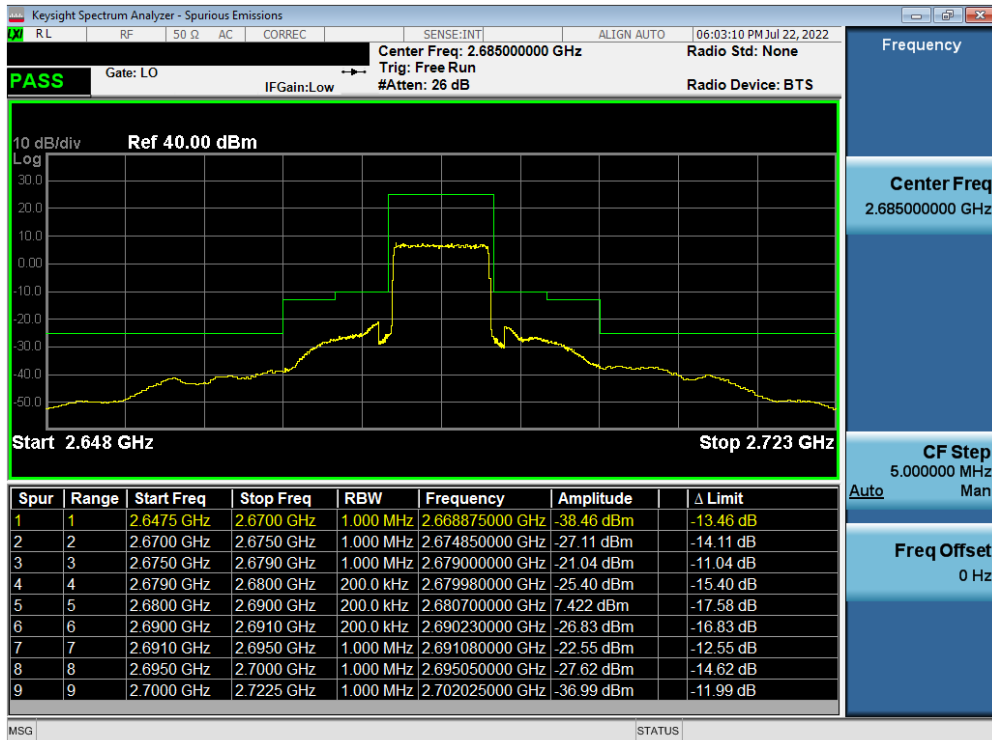 Keysight Spectrum Analyzer - Spurious Emissions
LXI RL RF 50 Ω AC CORREC SENSE:INT ALIGN AUTO 06:03:10 PM Jul 22, 2022
Center Freq: 2.685000000 GHz Radio Std: None
Gate: LO Trig: Free Run
PASS IFGain:Low #Atten: 26 dB Radio Device: BTS
Frequency
10 dB/div Ref 40.00 dBm
Log
30.0
20.0
10.0
0.00
-10.0
-20.0
-30.0
-40.0
-50.0
Start 2.648 GHz Stop 2.723 GHz
Center Freq
2.685000000 GHz
CF Step
5.000000 MHz
Auto Man
Freq Offset
0 Hz
Spur Range Start Freq Stop Freq RBW Frequency Amplitude Δ Limit
1 1 2.6475 GHz 2.6700 GHz 1.000 MHz 2.668875000 GHz -38.46 dBm -13.46 dB
2 2 2.6700 GHz 2.6750 GHz 1.000 MHz 2.674850000 GHz -27.11 dBm -14.11 dB
3 3 2.6750 GHz 2.6790 GHz 1.000 MHz 2.679000000 GHz -21.04 dBm -11.04 dB
4 4 2.6790 GHz 2.6800 GHz 200.0 kHz 2.679980000 GHz -25.40 dBm -15.40 dB
5 5 2.6800 GHz 2.6900 GHz 200.0 kHz 2.680700000 GHz 7.422 dBm -17.58 dB
6 6 2.6900 GHz 2.6910 GHz 200.0 kHz 2.690230000 GHz -26.83 dBm -16.83 dB
7 7 2.6910 GHz 2.6950 GHz 1.000 MHz 2.691080000 GHz -22.55 dBm -12.55 dB
8 8 2.6950 GHz 2.7000 GHz 1.000 MHz 2.695050000 GHz -27.62 dBm -14.62 dB
9 9 2.7000 GHz 2.7225 GHz 1.000 MHz 2.702025000 GHz -36.99 dBm -11.99 dB
MSG STATUS